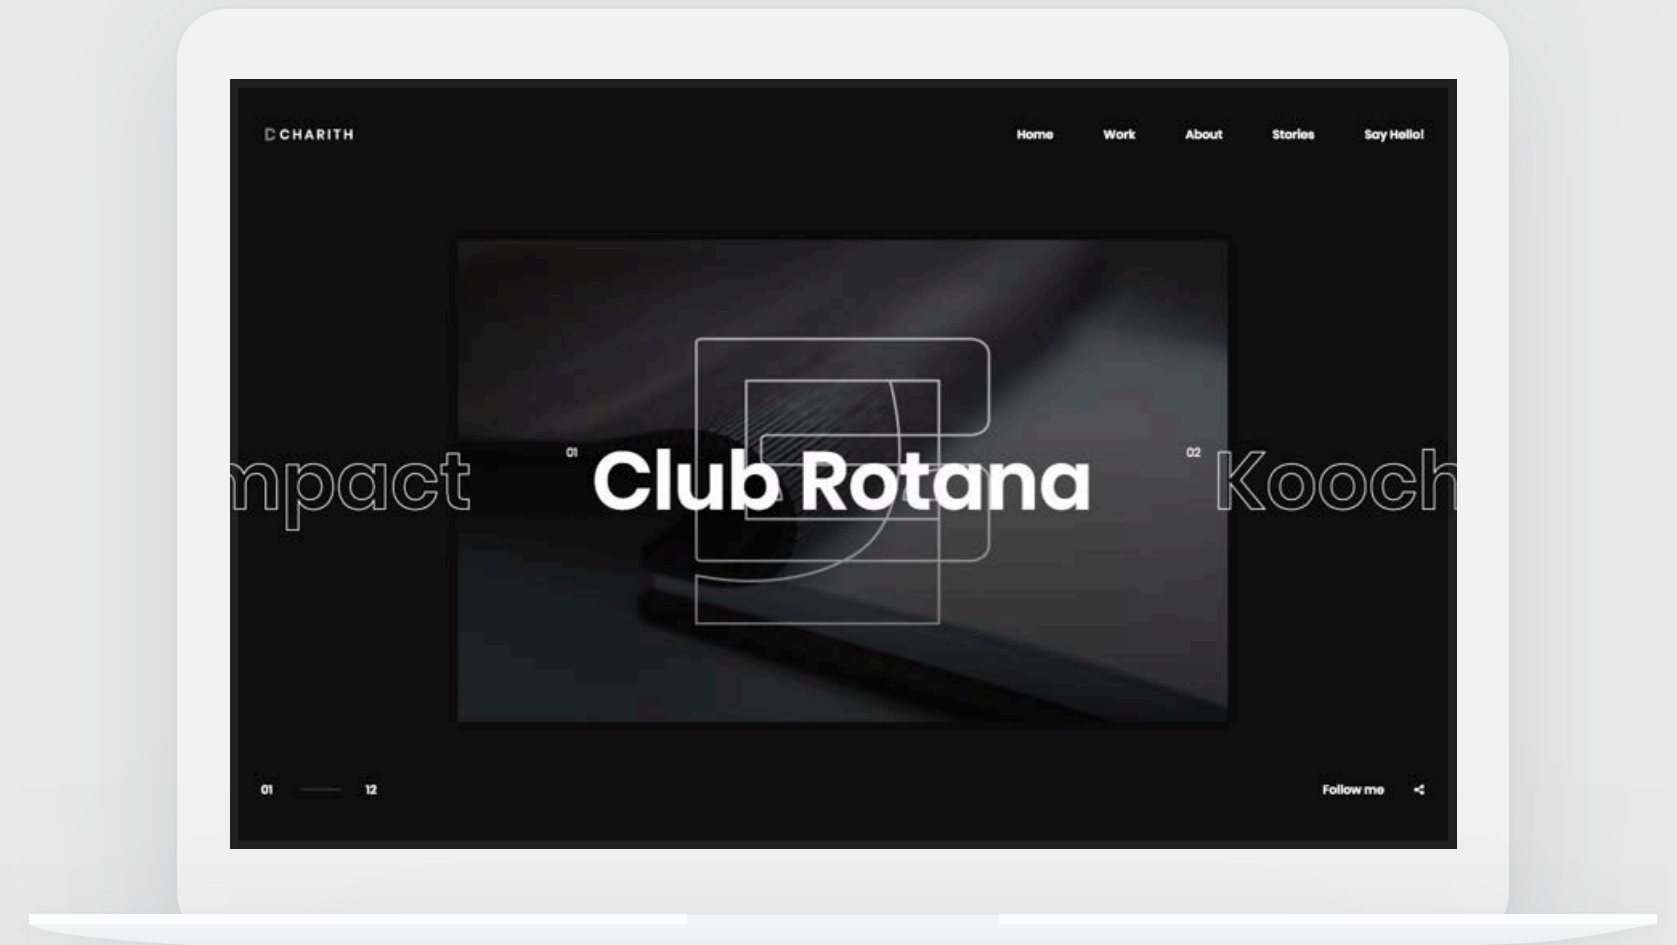 CHARITH
Home Work About Stories Say Hello!
mpact 01 Club Rotana 02 Kooch
01 12
Follow me